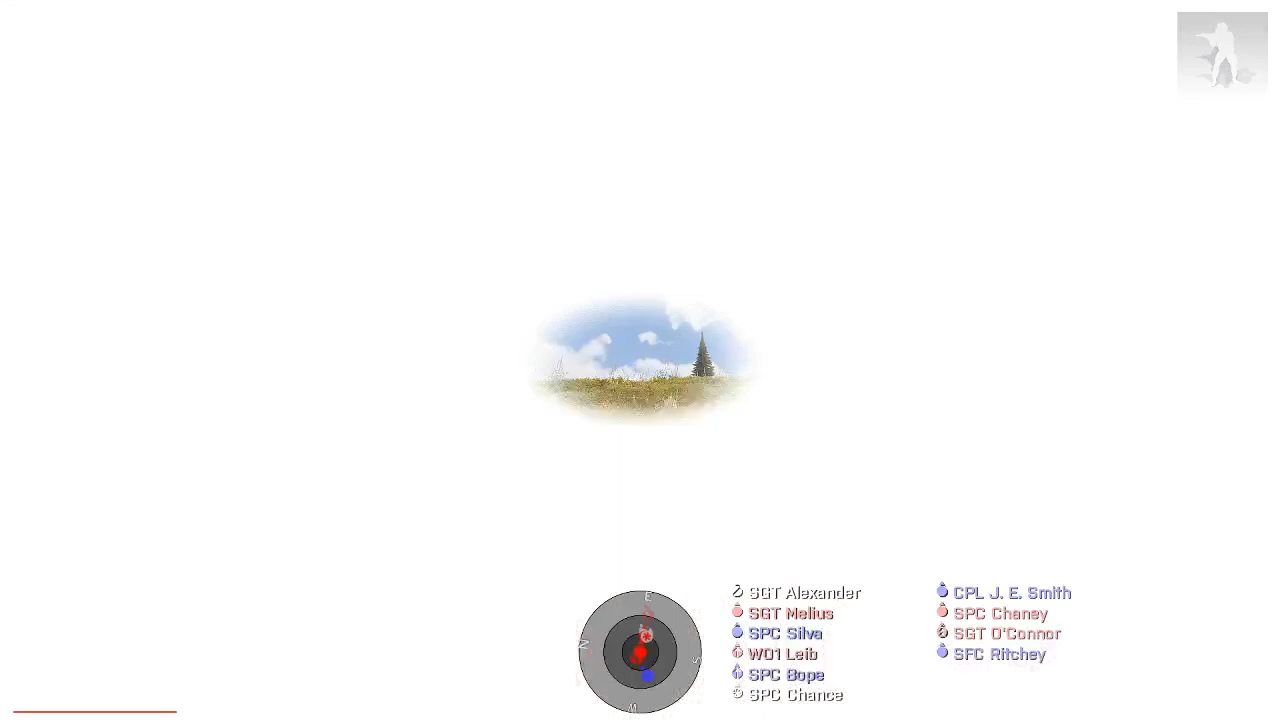 SGT Alexander
SGT Melius
SPC Silva
WO1 Leib
SPC Bope
SPC Chance
CPL J. E. Smith
SPC Chaney
SGT O'Connor
SFC Ritchey
E
N
S
W